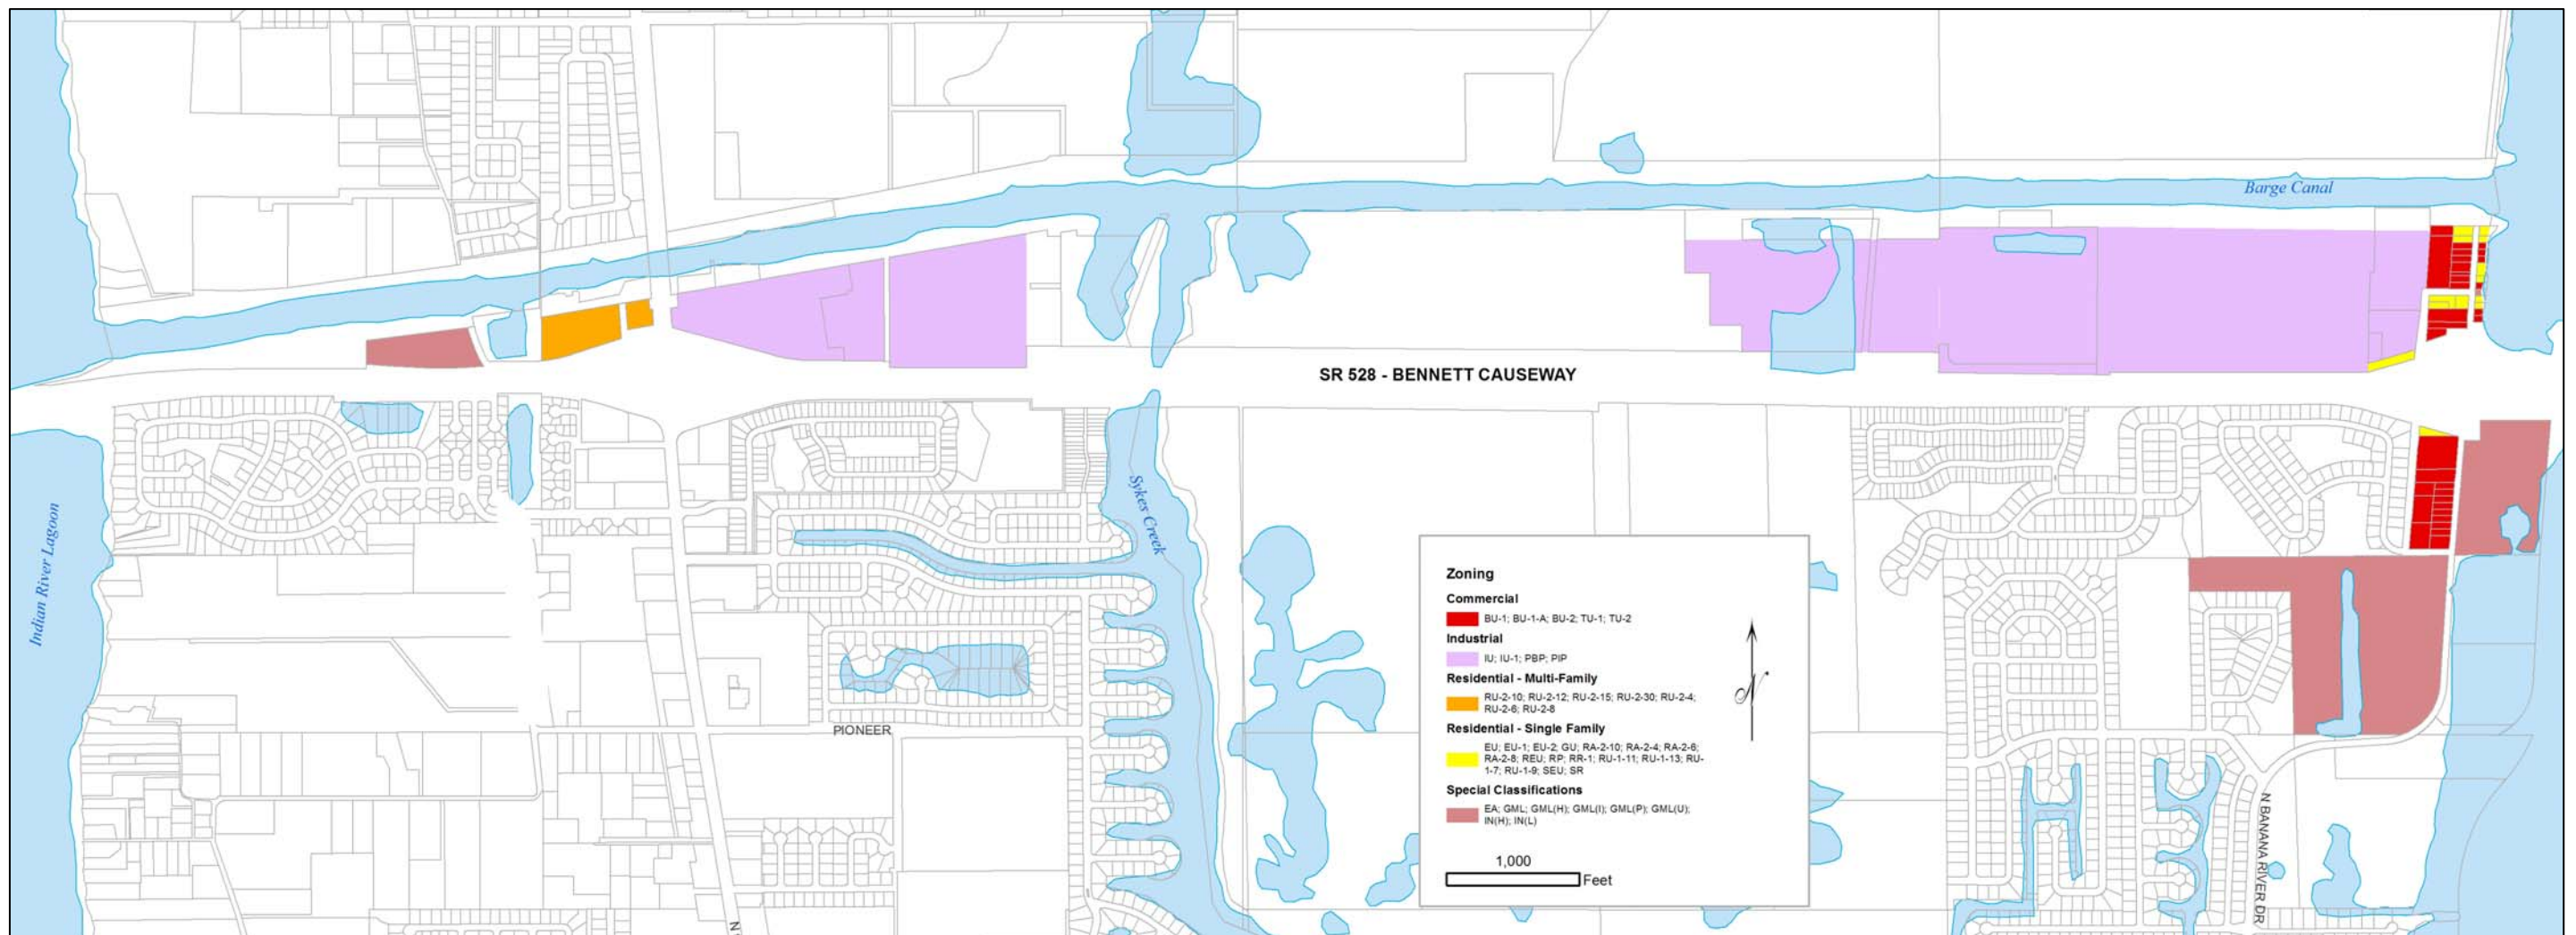 Barge Canal
SR 528 - BENNETT CAUSEWAY
Sykes Creek
Indian River Lagoon
PIONEER
N BANANA RIVER DR
N
Zoning
Commercial
BU-1; BU-1-A; BU-2; TU-1; TU-2
Industrial
IU; IU-1; PBP; PIP
Residential - Multi-Family
RU-2-10; RU-2-12; RU-2-15; RU-2-30; RU-2-4;
RU-2-6; RU-2-8
Residential - Single Family
EU; EU-1; EU-2; GU; RA-2-10; RA-2-4; RA-2-6;
RA-2-8; REU; RP; RR-1; RU-1-11; RU-1-13; RU-
1-7; RU-1-9; SEU; SR
Special Classifications
EA; GML; GML(H); GML(I); GML(P); GML(U);
IN(H); IN(L)
N
1,000
Feet